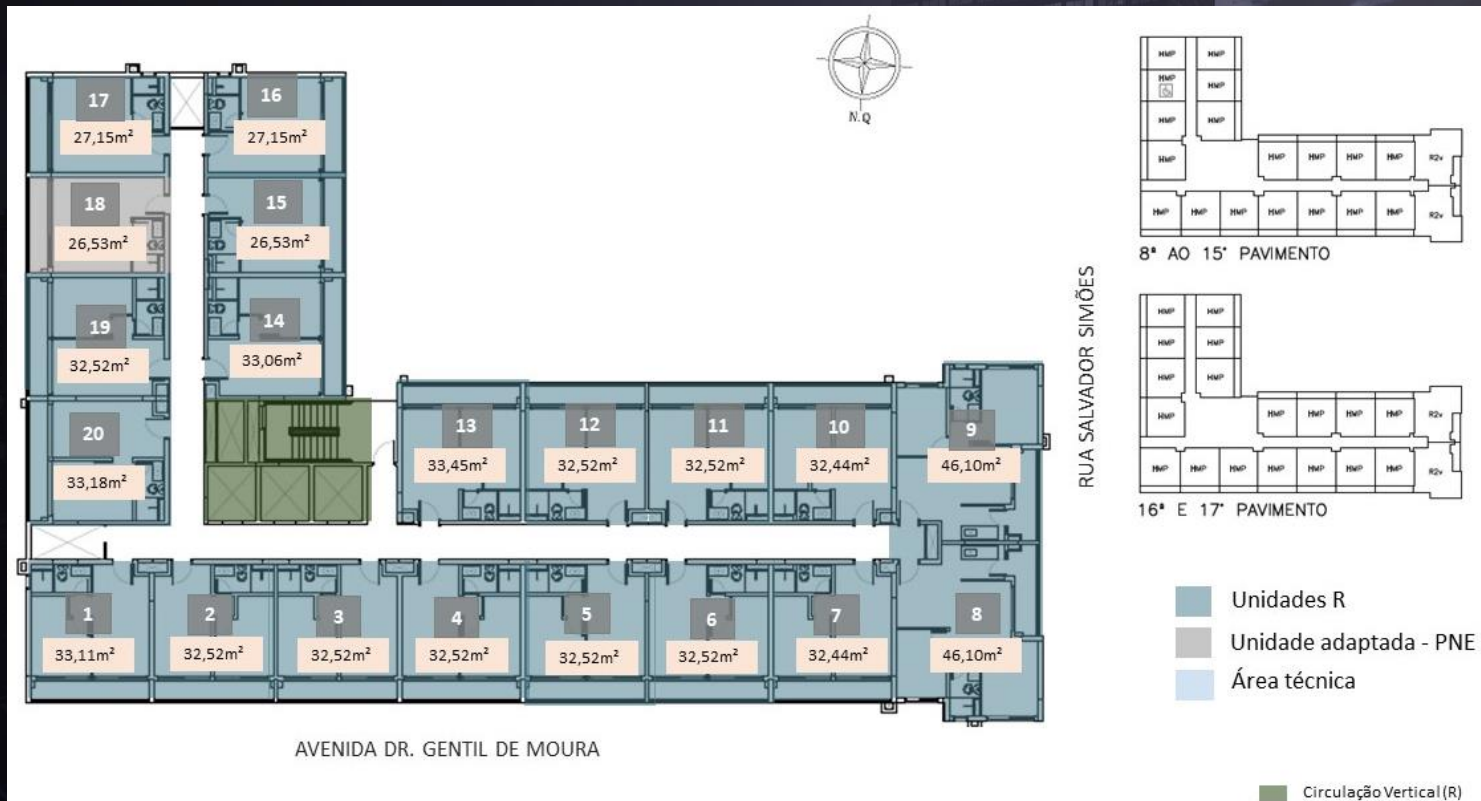 N.Q
17
27,15m²
16
27,15m²
18
26,53m²
15
26,53m²
19
32,52m²
14
33,06m²
20
33,18m²
13
33,45m²
12
32,52m²
11
32,52m²
10
32,44m²
9
46,10m²
1
33,11m²
2
32,52m²
3
32,52m²
4
32,52m²
5
32,52m²
6
32,52m²
7
32,44m²
8
46,10m²
AVENIDA DR. GENTIL DE MOURA
RUA SALVADOR SIMÕES
HMP HMP
HMP HMP
HMP HMP
HMP HMP HMP HMP HMP R2v
HMP HMP HMP HMP HMP HMP HMP R2v
8º AO 15º PAVIMENTO
HMP HMP
HMP HMP
HMP HMP
HMP HMP HMP HMP HMP R2v
HMP HMP HMP HMP HMP HMP HMP R2v
16º E 17º PAVIMENTO
Unidades R
Unidade adaptada - PNE
Área técnica
Circulação Vertical (R)